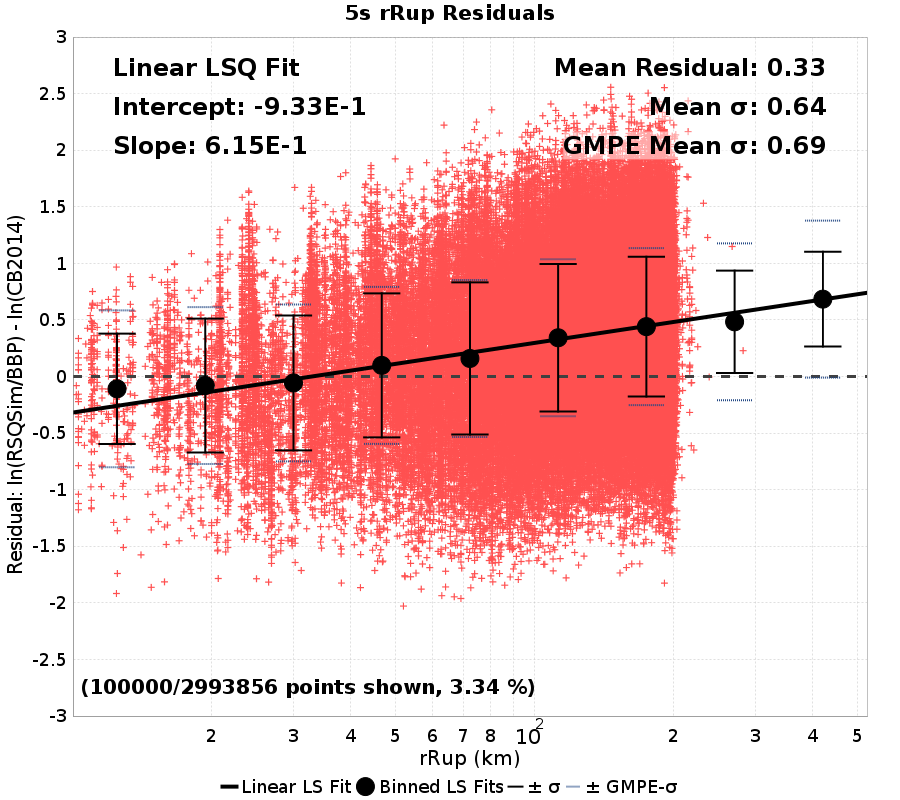 5s rRup Residuals
Linear LSQ Fit
Intercept: -9.33E-1
Slope: 6.15E-1
Mean Residual: 0.33
Mean σ: 0.64
GMPE Mean σ: 0.69
Residual: ln(RSQSim/BBP) - ln(CB2014)
3
2.5
2
1.5
1
0.5
0
-0.5
-1
-1.5
-2
-2.5
-3
(100000/2993856 points shown, 3.34 %)
2 3 4 5 6 7 8 10² 2 3 4 5
rRup (km)
Linear LS Fit Binned LS Fits ± σ ± GMPE-σ